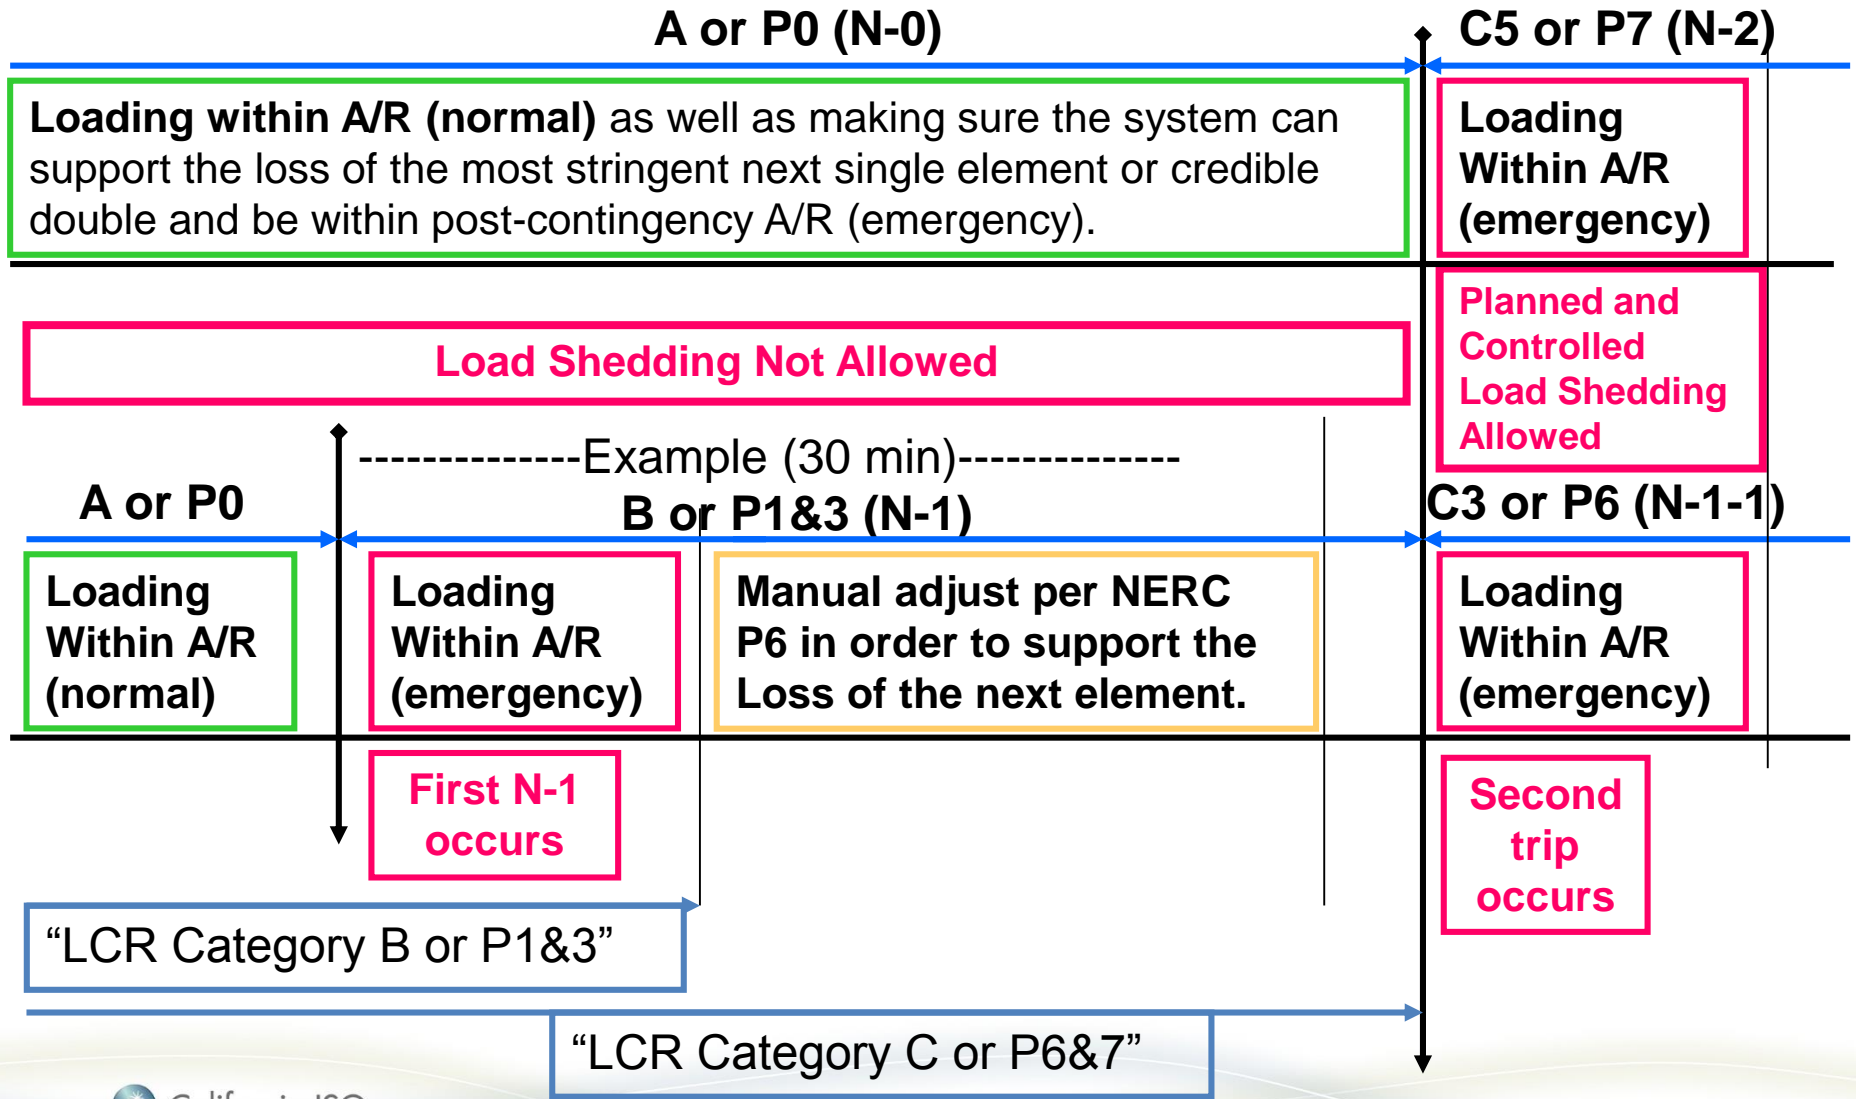 A or P0 (N-0)
C5 or P7 (N-2)
Loading within A/R (normal) as well as making sure the system can
support the loss of the most stringent next single element or credible
double and be within post-contingency A/R (emergency).
Loading
Within A/R
(emergency)
Load Shedding Not Allowed
Planned and
Controlled
Load Shedding
Allowed
--------------Example (30 min)--------------
A or P0
B or P1&3 (N-1)
C3 or P6 (N-1-1)
Loading
Within A/R
(normal)
Loading
Within A/R
(emergency)
Manual adjust per NERC
P6 in order to support the
Loss of the next element.
Loading
Within A/R
(emergency)
First N-1
occurs
Second
trip
occurs
“LCR Category B or P1&3”
“LCR Category C or P6&7”
California ISO